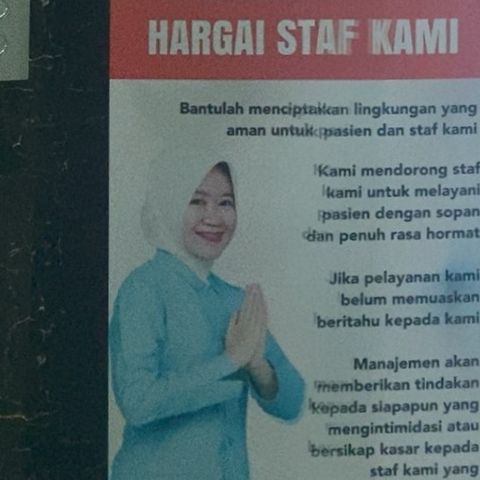 HARGAI STAF KAMI
Bantulah menciptakan lingkungan yang
aman untuk pasien dan staf kami
Kami mendorong staf
kami untuk melayani
pasien dengan sopan
dan penuh rasa hormat
Jika pelayanan kami
belum memuaskan
beritahu kepada kami
Manajemen akan
memberikan tindakan
kepada siapapun yang
mengintimidasi atau
bersikap kasar kepada
staf kami yang